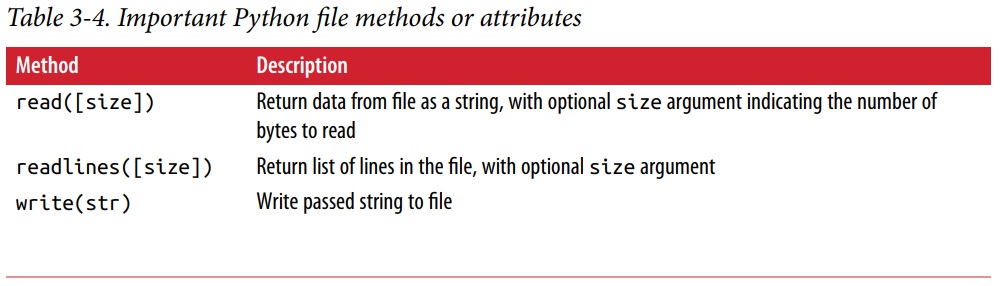 Table 3-4. Important Python file methods or attributes
Method Description
read([size]) Return data from file as a string, with optional size argument indicating the number of
bytes to read
readlines([size]) Return list of lines in the file, with optional size argument
write(str) Write passed string to file